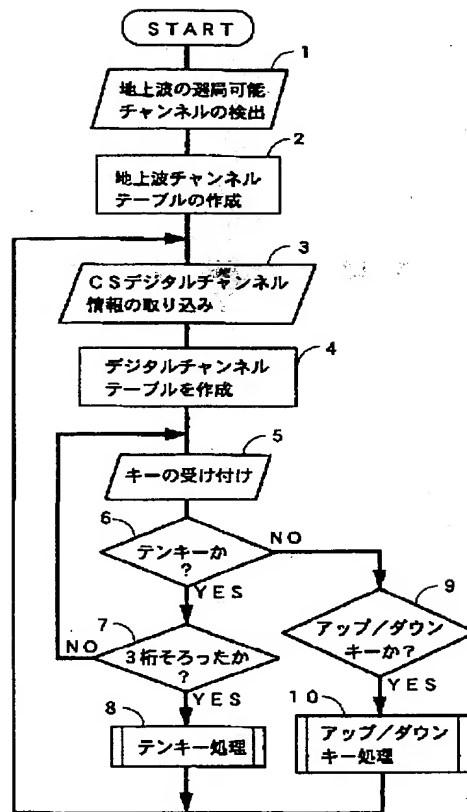 START
1
地上波の選局可能
チャンネルの検出
2
地上波チャンネル
テーブルの作成
3
CSデジタルチャンネル
情報の取り込み
4
デジタルチャンネル
テーブルを作成
5
キーの受け付け
6
テンキーか
?
NO
YES
7
3桁そろったか
?
NO
YES
8
テンキー処理
9
アップ/ダウン
キーか?
YES
10
アップ/ダウン
キー処理